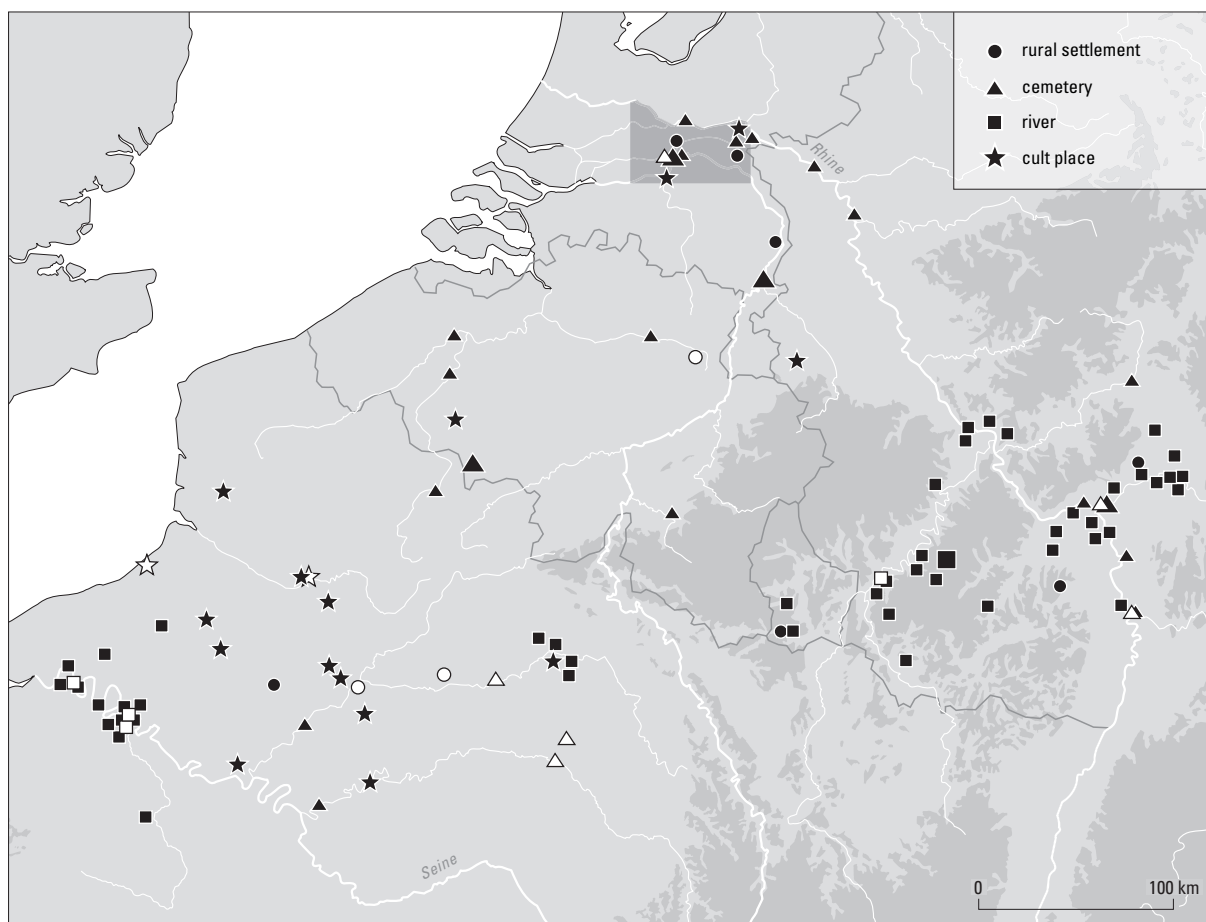 rural settlement
cemetery
river
cult place
Rhine
Seine
0 100 km